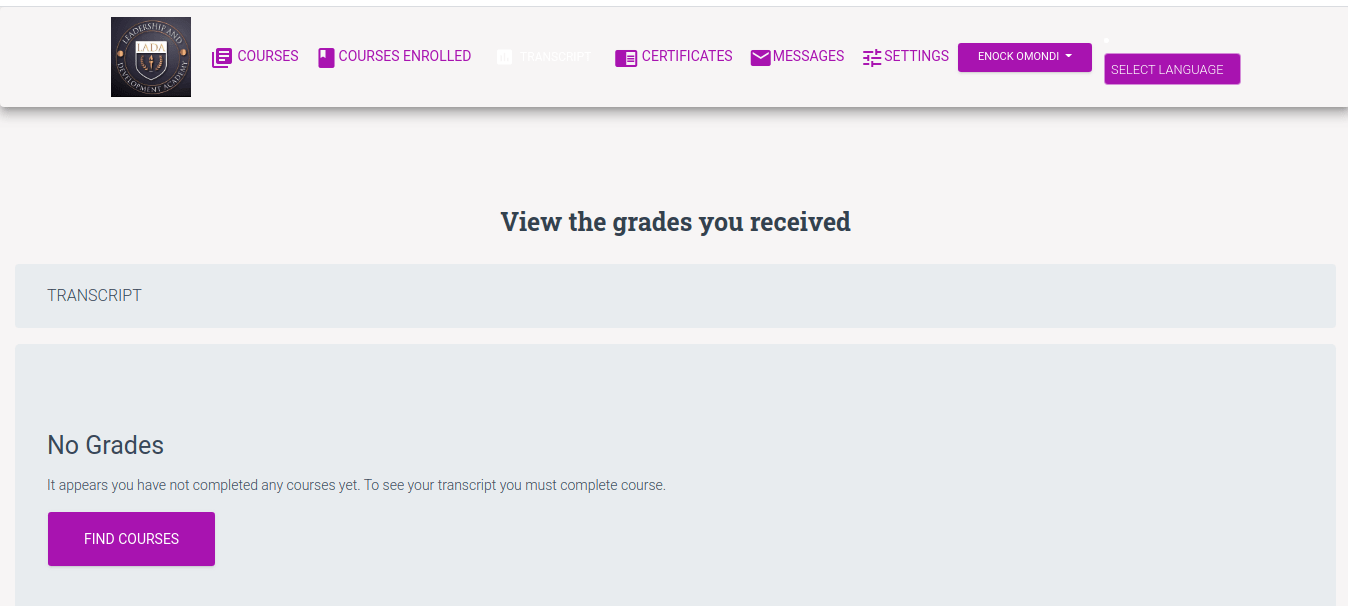 LEADERSHIP AND
LADA
DEVELOPMENT ACADEMY
COURSES
COURSES ENROLLED
TRANSCRIPT
CERTIFICATES
MESSAGES
SETTINGS
ENOCK OMONDI
SELECT LANGUAGE
View the grades you received
TRANSCRIPT
No Grades
It appears you have not completed any courses yet. To see your transcript you must complete course.
FIND COURSES